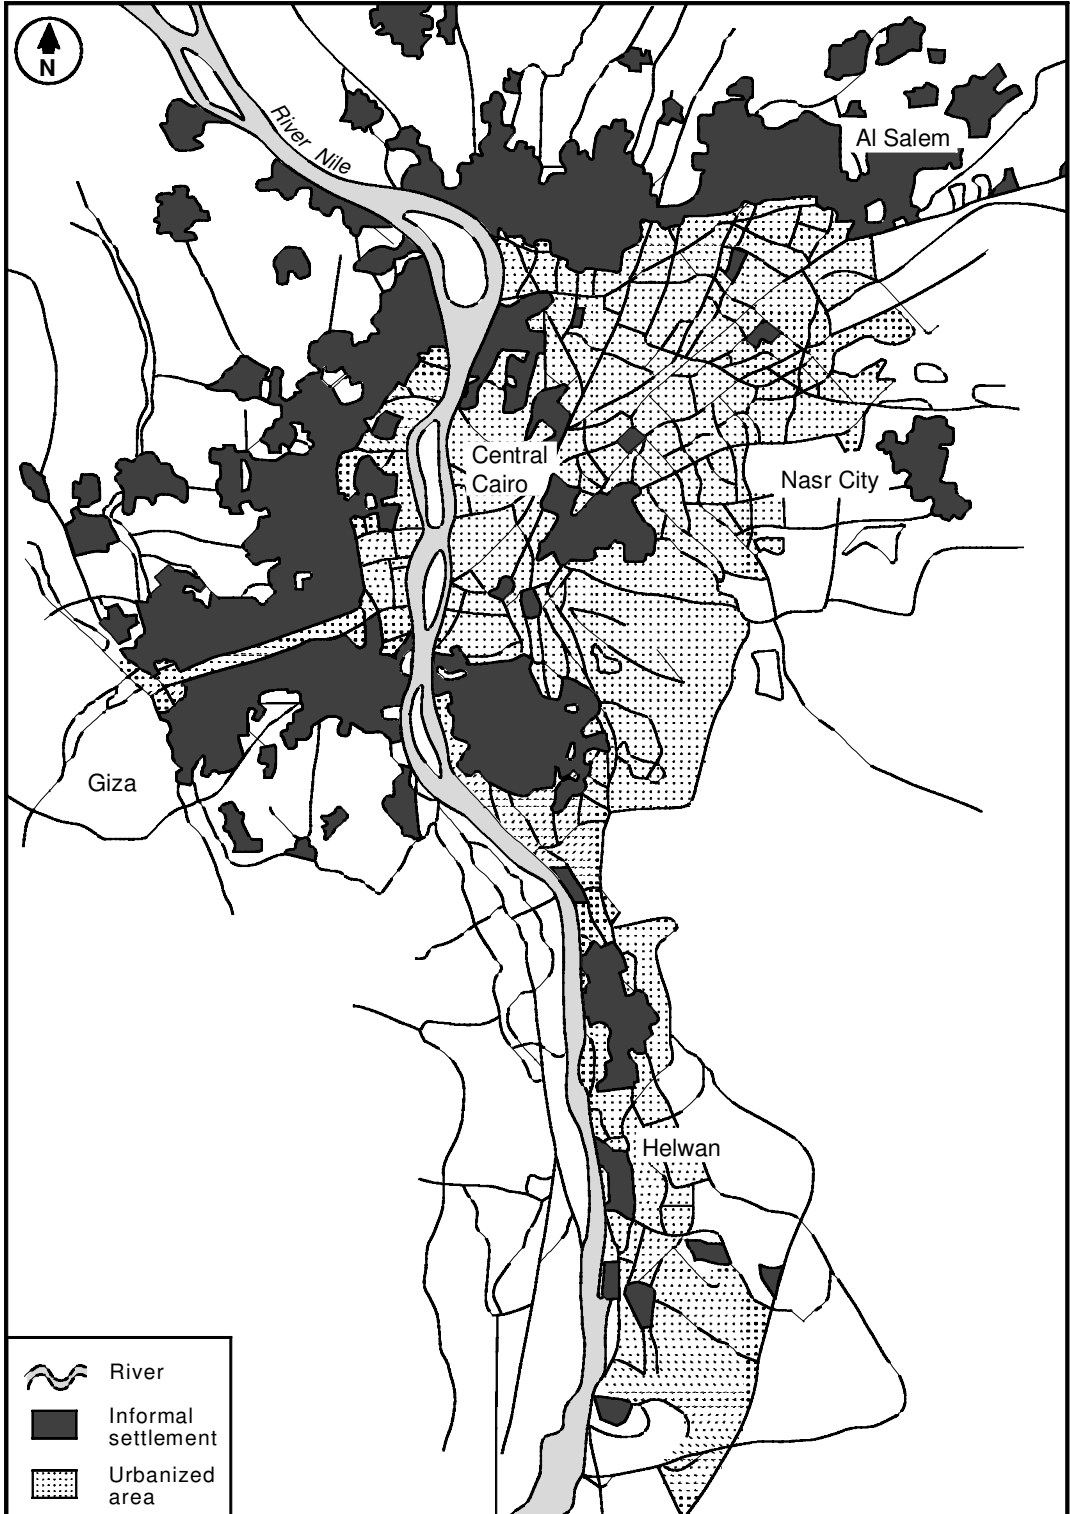 N
River Nile
Al Salem
Central
Cairo
Nasr City
Giza
Helwan
River
Informal
settlement
Urbanized
area